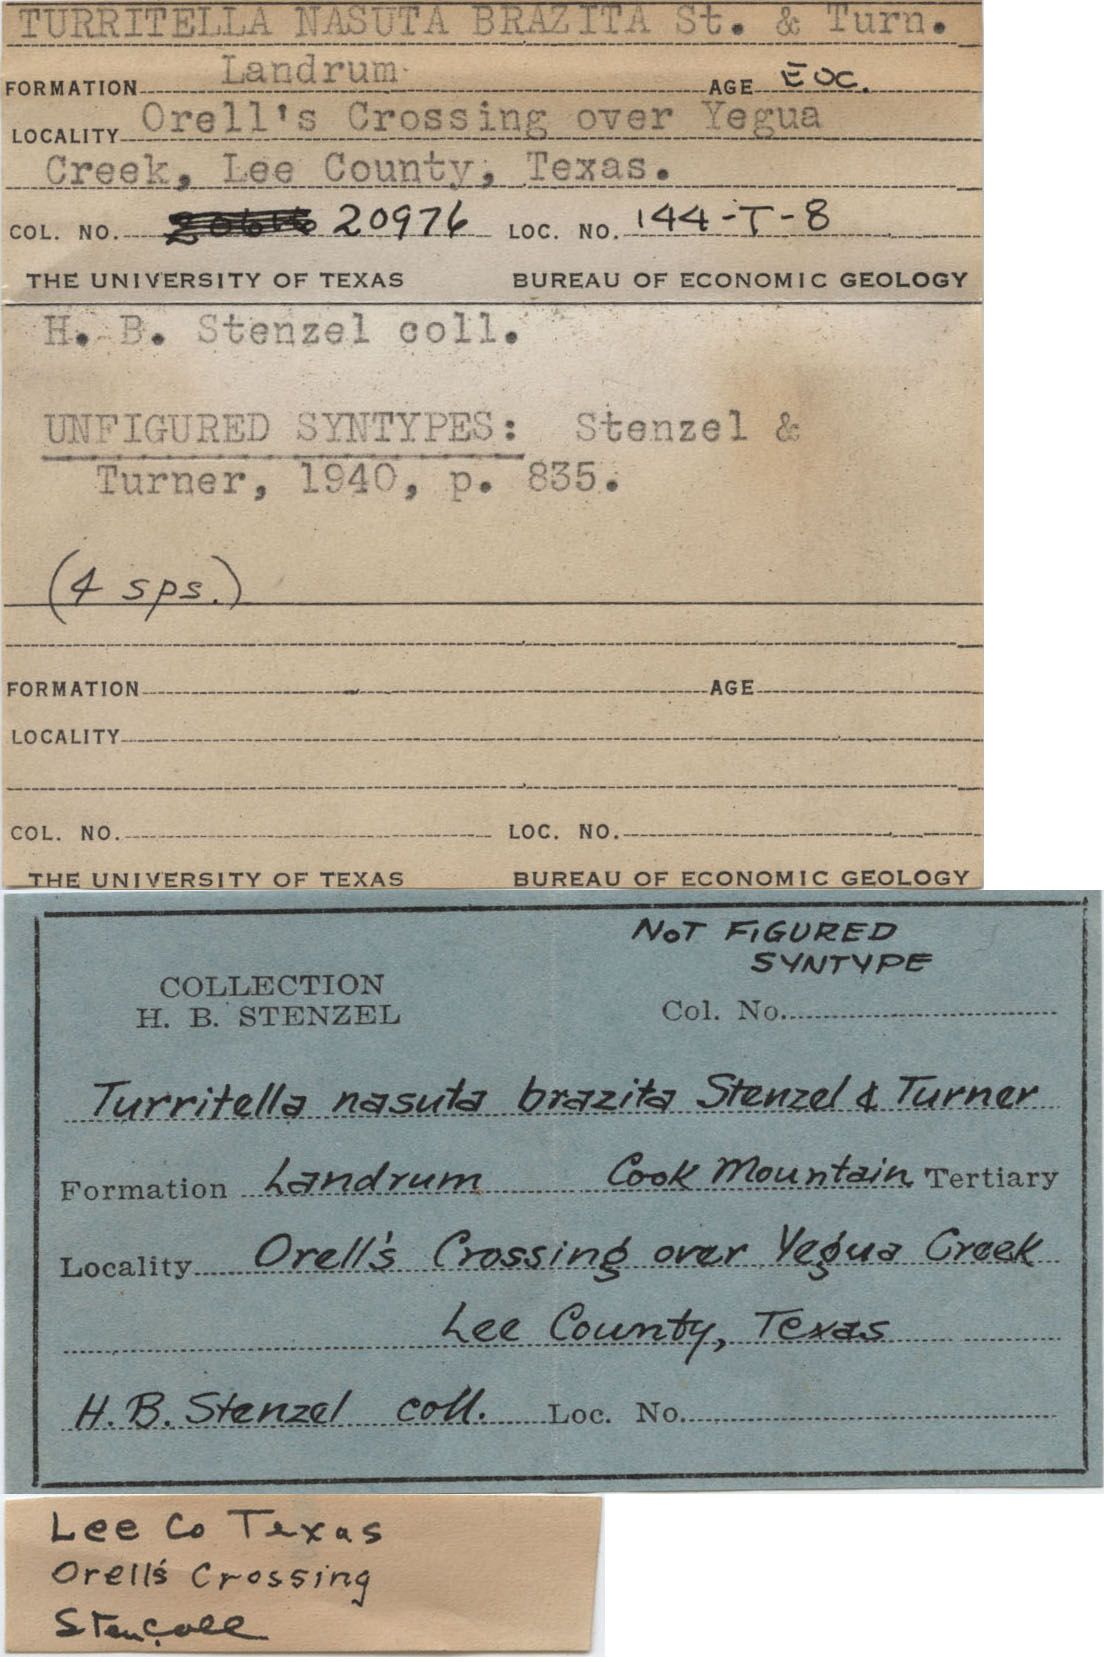 TURRITELLA NASUTA BRAZITA St. & Turn.
FORMATION Landrum AGE EOC.
LOCALITY Orell's Crossing over Yegua
Creek, Lee County, Texas.
COL. NO. 20976 LOC. NO. 144-T-8
THE UNIVERSITY OF TEXAS BUREAU OF ECONOMIC GEOLOGY
H. B. Stenzel coll.
UNFIGURED SYNTYPES: Stenzel &
Turner, 1940, p. 835.
(4 sps.)
FORMATION AGE
LOCALITY
COL. NO. LOC. NO.
THE UNIVERSITY OF TEXAS BUREAU OF ECONOMIC GEOLOGY
NOT FIGURED
SYNTYPE
COLLECTION
H. B. STENZEL
Col. No.
Turritella nasuta brazita Stenzel & Turner
Formation Landrum Cook Mountain Tertiary
Locality Orell's Crossing over Yegua Creek
Lee County, Texas
H. B. Stenzel coll. Loc. No.
Lee Co Texas
Orell's Crossing
Sten. Coll